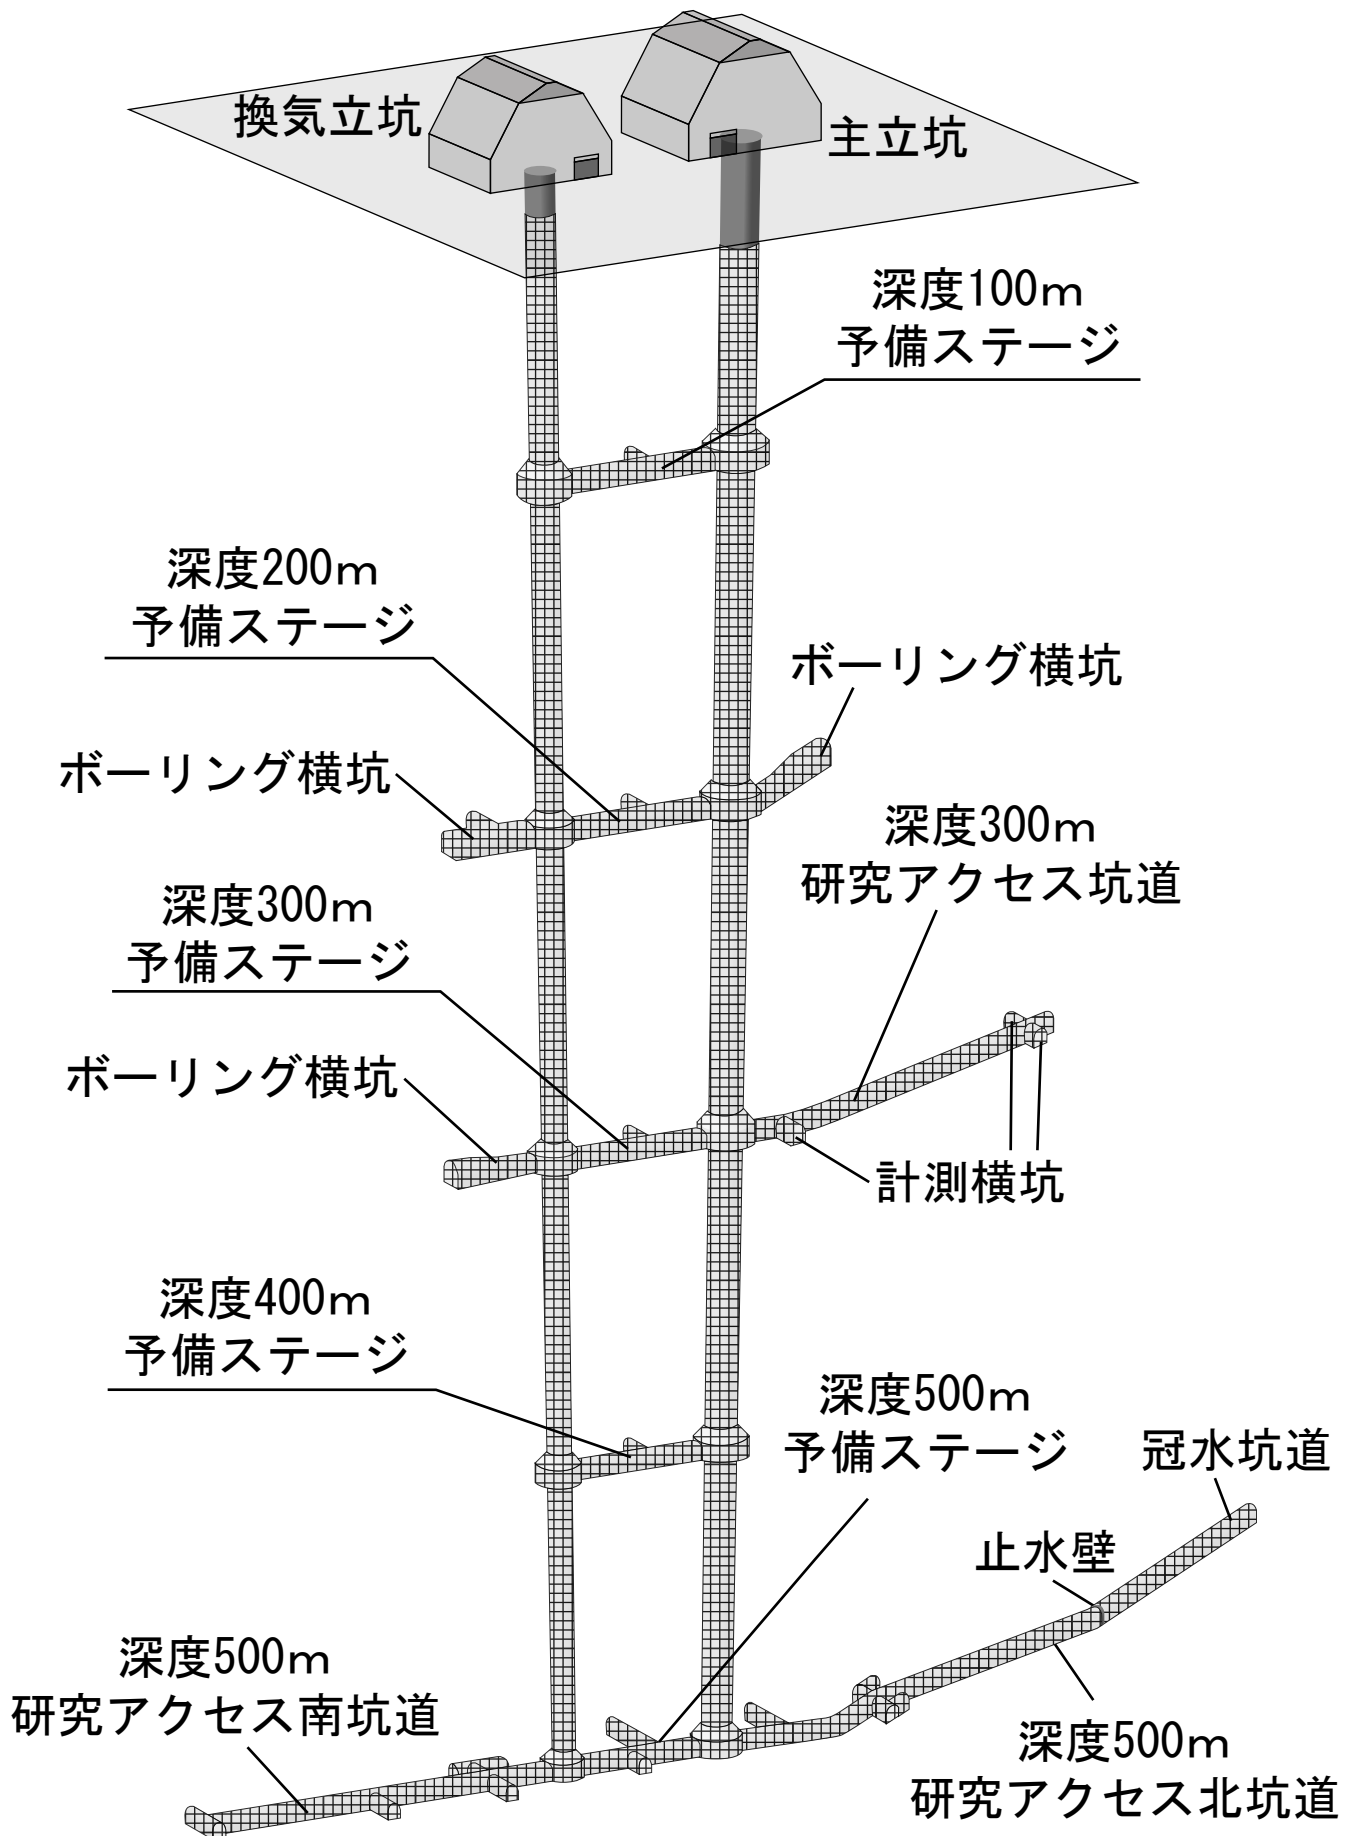 換気立坑
主立坑
深度100m
予備ステージ
深度200m
予備ステージ
ボーリング横坑
ボーリング横坑
深度300m
研究アクセス坑道
深度300m
予備ステージ
ボーリング横坑
計測横坑
深度400m
予備ステージ
深度500m
予備ステージ
冠水坑道
止水壁
深度500m
研究アクセス南坑道
深度500m
研究アクセス北坑道